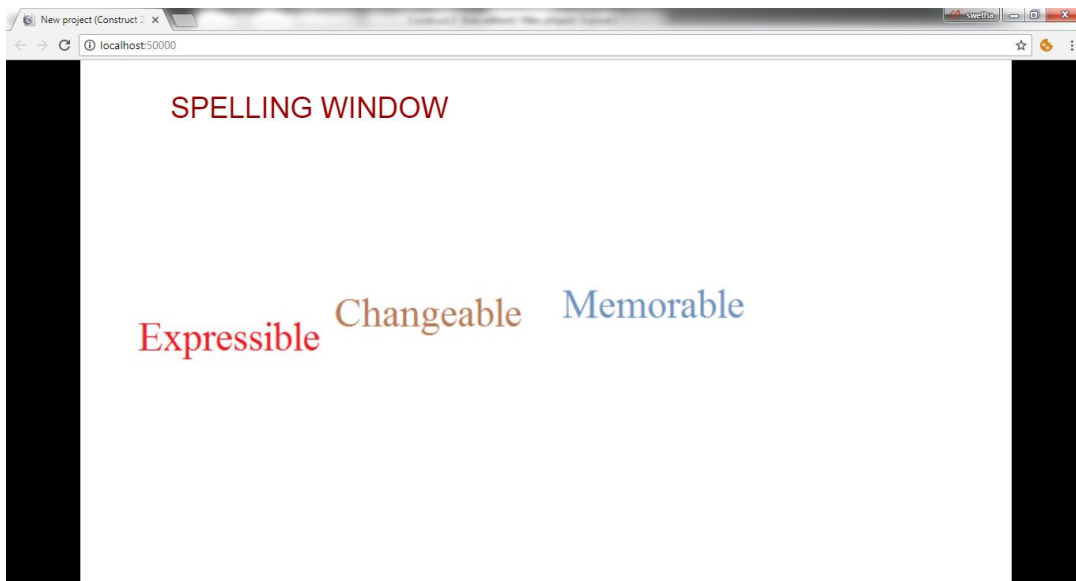 New project (Construct 2
swetha
localhost:50000
SPELLING WINDOW
Expressible Changeable Memorable